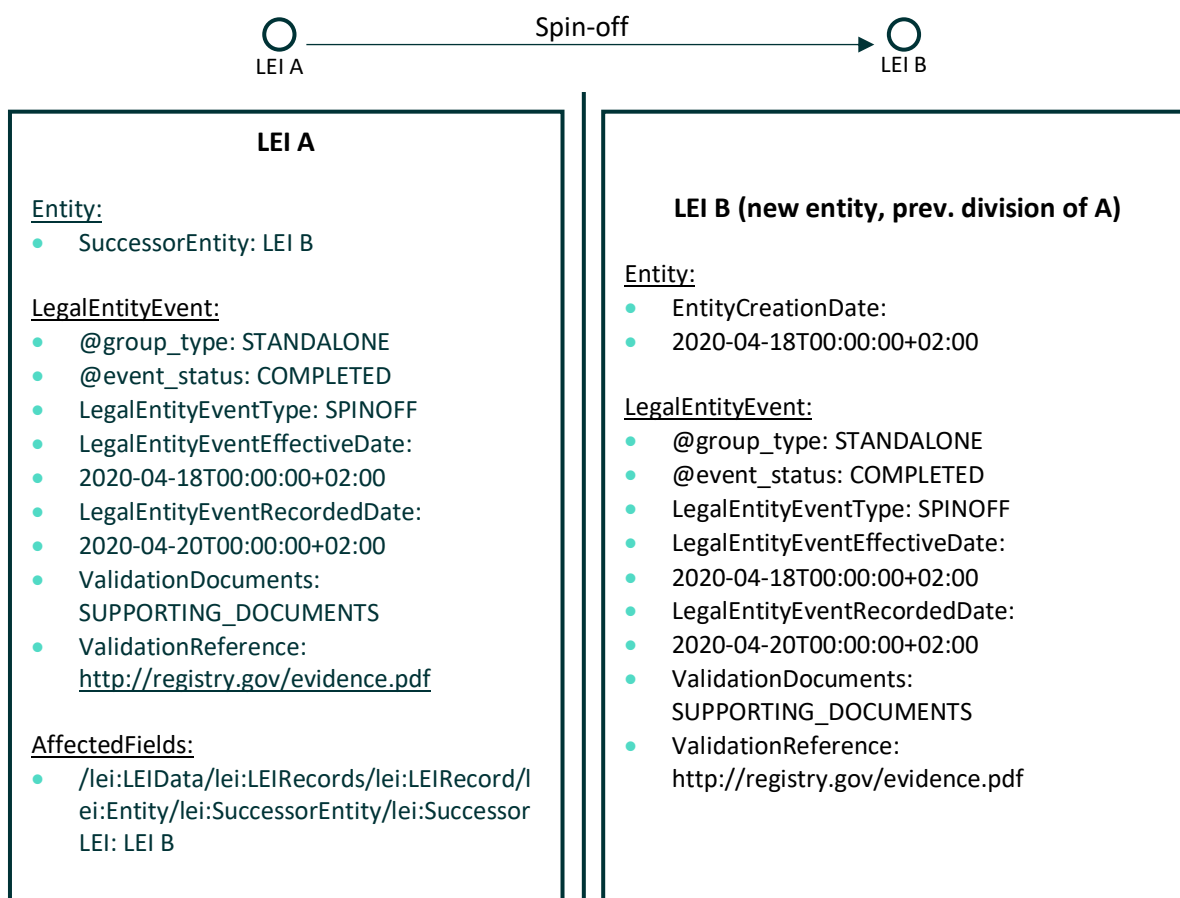 Spin-off
LEI A
LEI B
LEI A
Entity:
• SuccessorEntity: LEI B
LegalEntityEvent:
• @group_type: STANDALONE
• @event_status: COMPLETED
• LegalEntityEventType: SPINOFF
• LegalEntityEventEffectiveDate:
• 2020-04-18T00:00:00+02:00
• LegalEntityEventRecordedDate:
• 2020-04-20T00:00:00+02:00
• ValidationDocuments:
SUPPORTING_DOCUMENTS
• ValidationReference:
http://registry.gov/evidence.pdf
AffectedFields:
• /lei:LEIData/lei:LEIRecords/lei:LEIRecord/l
ei:Entity/lei:SuccessorEntity/lei:Successor
LEI: LEI B
LEI B (new entity, prev. division of A)
Entity:
• EntityCreationDate:
• 2020-04-18T00:00:00+02:00
LegalEntityEvent:
• @group_type: STANDALONE
• @event_status: COMPLETED
• LegalEntityEventType: SPINOFF
• LegalEntityEventEffectiveDate:
• 2020-04-18T00:00:00+02:00
• LegalEntityEventRecordedDate:
• 2020-04-20T00:00:00+02:00
• ValidationDocuments:
SUPPORTING_DOCUMENTS
• ValidationReference:
http://registry.gov/evidence.pdf